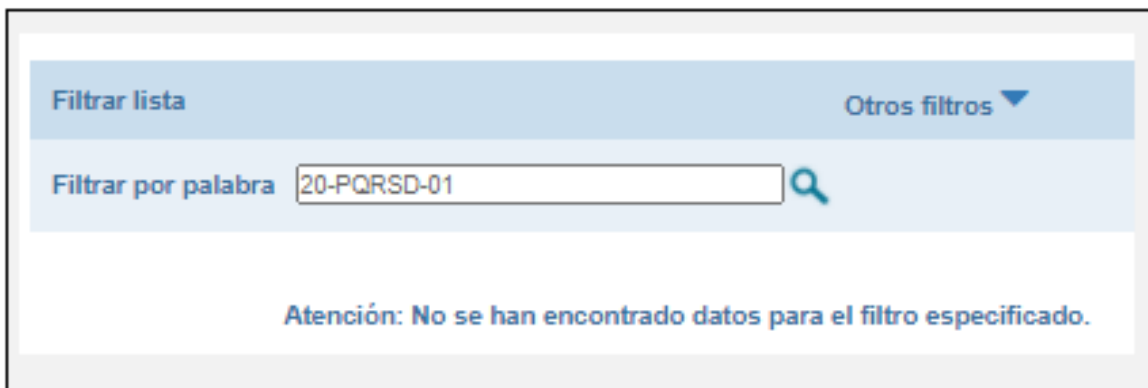 Filtrar lista
Otros filtros
Filtrar por palabra 20-PQRSD-01
Atención: No se han encontrado datos para el filtro especificado.